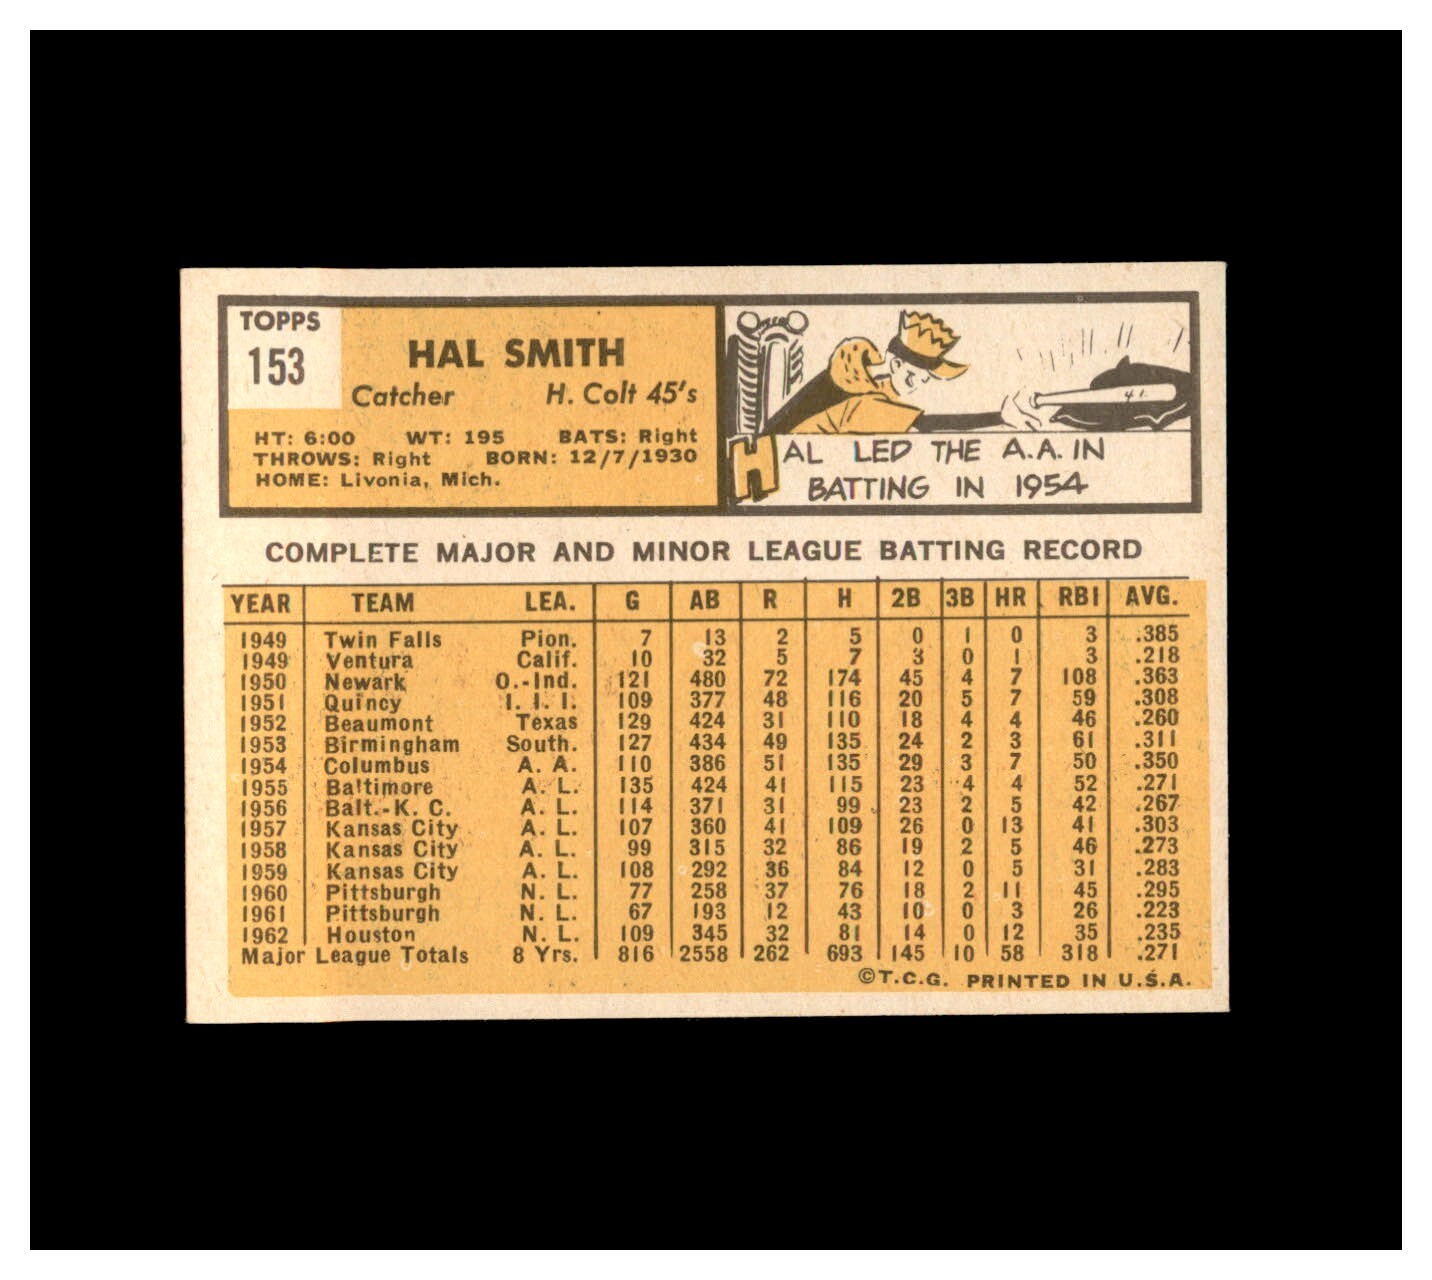 TOPPS
153
HAL SMITH
Catcher H. Colt 45's
HT: 6:00 WT: 195 BATS: Right
THROWS: Right BORN: 12/7/1930
HOME: Livonia, Mich.
41
HAL LED THE A.A. IN
BATTING IN 1954
COMPLETE MAJOR AND MINOR LEAGUE BATTING RECORD
YEAR TEAM LEA. G AB R H 2B 3B HR RBI AVG.
1949 Twin Falls Pion. 7 13 2 5 0 1 0 3 .385
1949 Ventura Calif. 10 32 5 7 3 0 1 3 .218
1950 Newark O.-Ind. 121 480 72 174 45 4 7 108 .363
1951 Quincy I. I. I. 109 377 48 116 20 5 7 59 .308
1952 Beaumont Texas 129 424 31 110 18 4 4 46 .260
1953 Birmingham South. 127 434 49 135 24 2 3 61 .311
1954 Columbus A. A. 110 386 51 135 29 3 7 50 .350
1955 Baltimore A. L. 135 424 41 115 23 4 4 52 .271
1956 Balt.-K. C. A. L. 114 371 31 99 23 2 5 42 .267
1957 Kansas City A. L. 107 360 41 109 26 0 13 41 .303
1958 Kansas City A. L. 99 315 32 86 19 2 5 46 .273
1959 Kansas City A. L. 108 292 36 84 12 0 5 31 .283
1960 Pittsburgh N. L. 77 258 37 76 18 2 11 45 .295
1961 Pittsburgh N. L. 67 193 12 43 10 0 3 26 .223
1962 Houston N. L. 109 345 32 81 14 0 12 35 .235
Major League Totals 8 Yrs. 816 2558 262 693 145 10 58 318 .271
©T.C.G. PRINTED IN U.S.A.